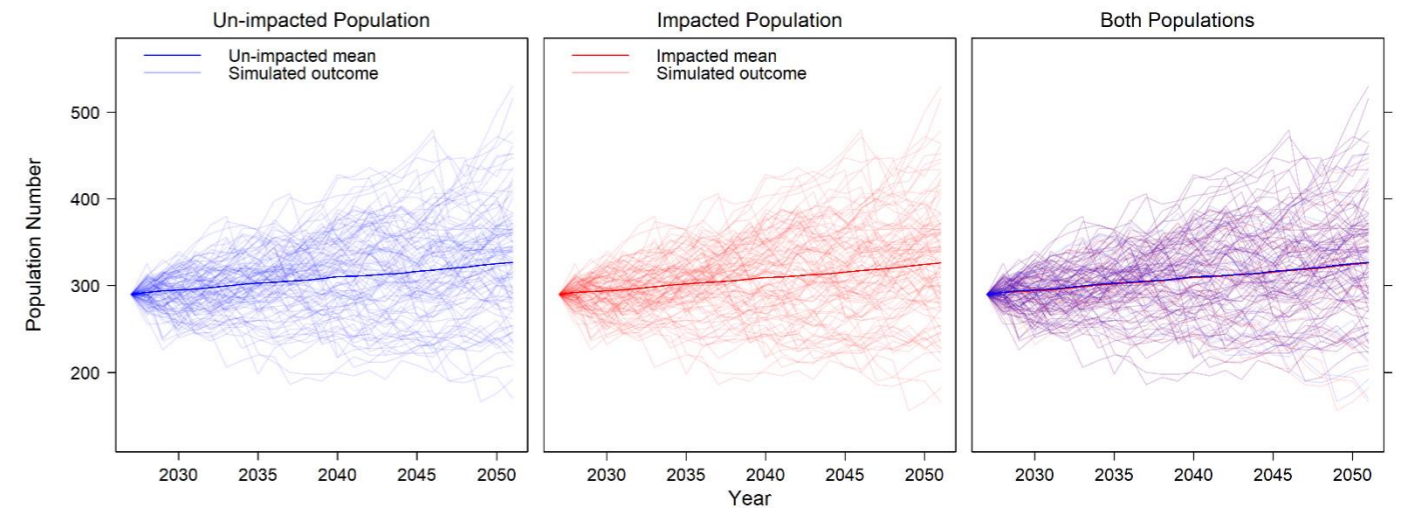 Un-impacted Population
Impacted Population
Both Populations
Un-impacted mean
Simulated outcome
Impacted mean
Simulated outcome
Population Number
500
400
300
200
2030 2035 2040 2045 2050
2030 2035 2040 2045 2050
2030 2035 2040 2045 2050
Year